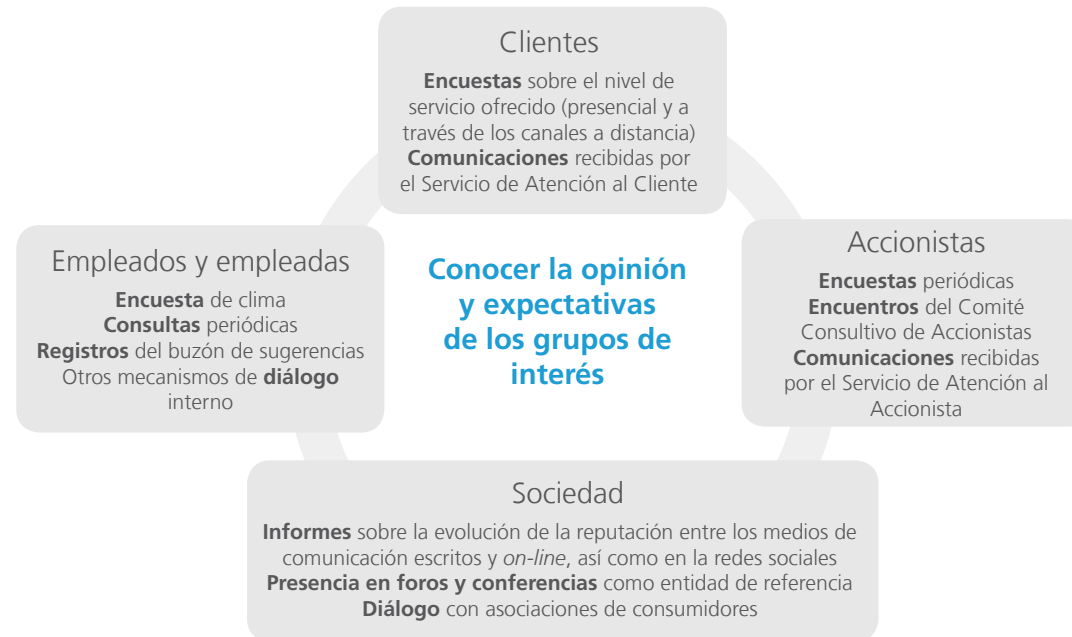 Clientes
Encuestas sobre el nivel de
servicio ofrecido (presencial y a
través de los canales a distancia)
Comunicaciones recibidas por
el Servicio de Atención al Cliente
Empleados y empleadas
Encuesta de clima
Consultas periódicas
Registros del buzón de sugerencias
Otros mecanismos de diálogo
interno
Conocer la opinión
y expectativas
de los grupos de
interés
Accionistas
Encuestas periódicas
Encuentros del Comité
Consultivo de Accionistas
Comunicaciones recibidas
por el Servicio de Atención al
Accionista
Sociedad
Informes sobre la evolución de la reputación entre los medios de
comunicación escritos y on-line, así como en la redes sociales
Presencia en foros y conferencias como entidad de referencia
Diálogo con asociaciones de consumidores